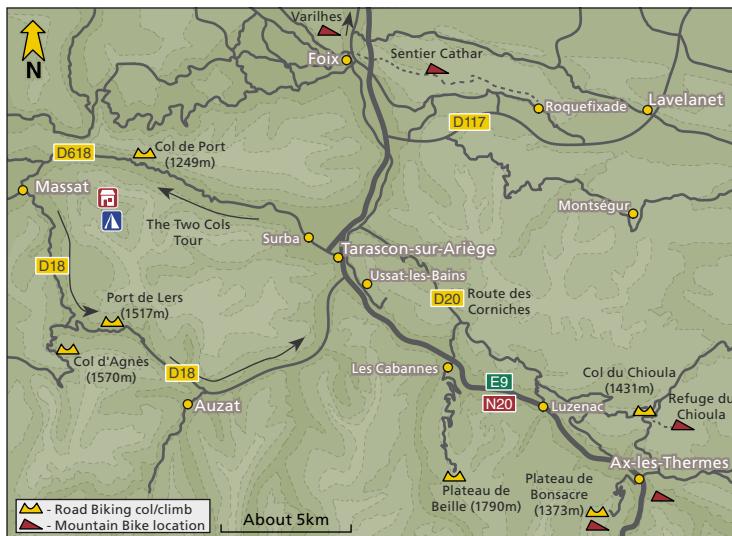 Varilhes
Foix
N
Sentier Cathar
Roquefixade
Lavelanet
D117
Col de Port
(1249m)
D618
Massat
The Two Cols
Tour
Surba
Tarascon-sur-Ariège
Montségur
Ussat-les-Bains
D18
D20
Route des
Corniches
Port de Lers
(1517m)
Col d'Agnès
(1570m)
D18
Auzat
Les Cabannes
E9
N20
Luzenac
Col du Chioula
(1431m)
Refuge du
Chioula
Ax-les-Thermes
Plateau de
Beille (1790m)
Plateau de
Bonsacre
(1373m)
- Road Biking col/climb
- Mountain Bike location
About 5km